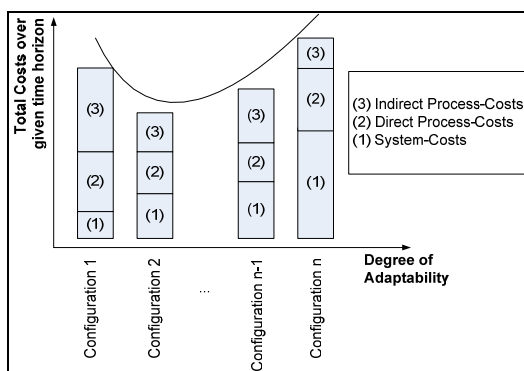 Total Costs over
given time horizon
(3)
(2)
(1)
(3)
(2)
(1)
(3)
(2)
(1)
(3)
(2)
(1)
(3) Indirect Process-Costs
(2) Direct Process-Costs
(1) System-Costs
Degree of
Adaptability
Configuration 1
Configuration 2
...
Configuration n-1
Configuration n